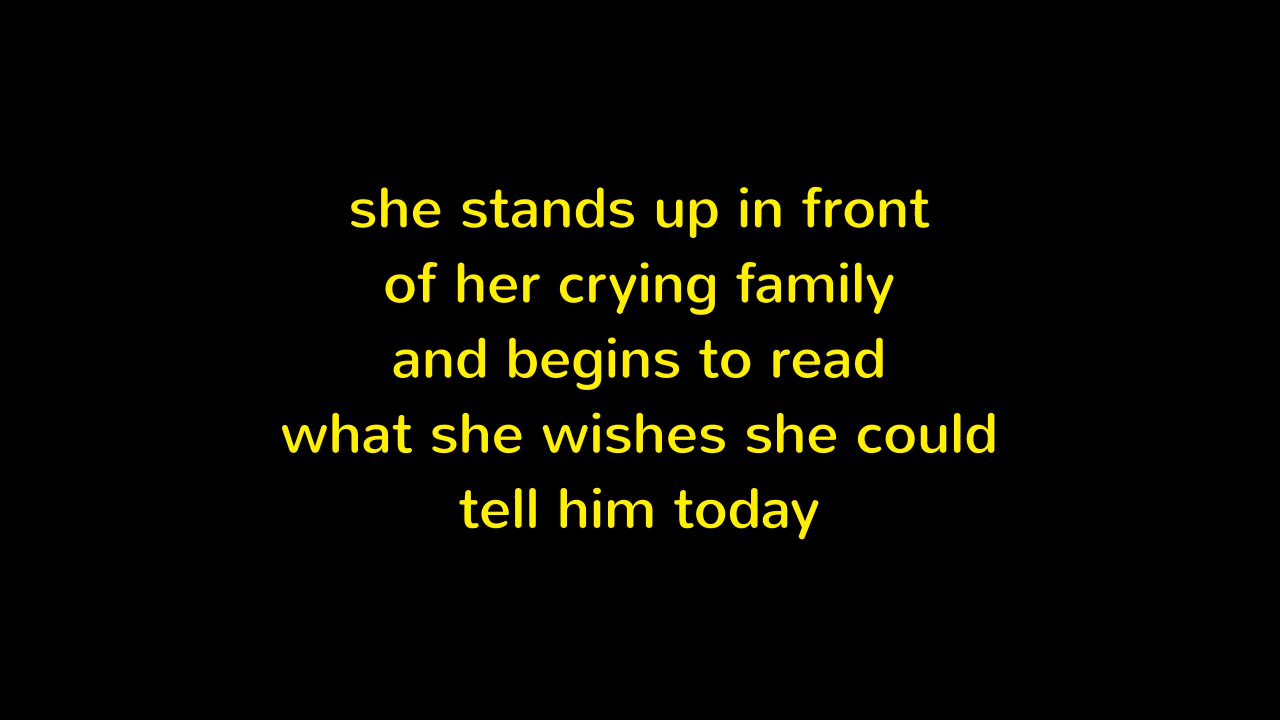 she stands up in front
of her crying family
and begins to read
what she wishes she could
tell him today